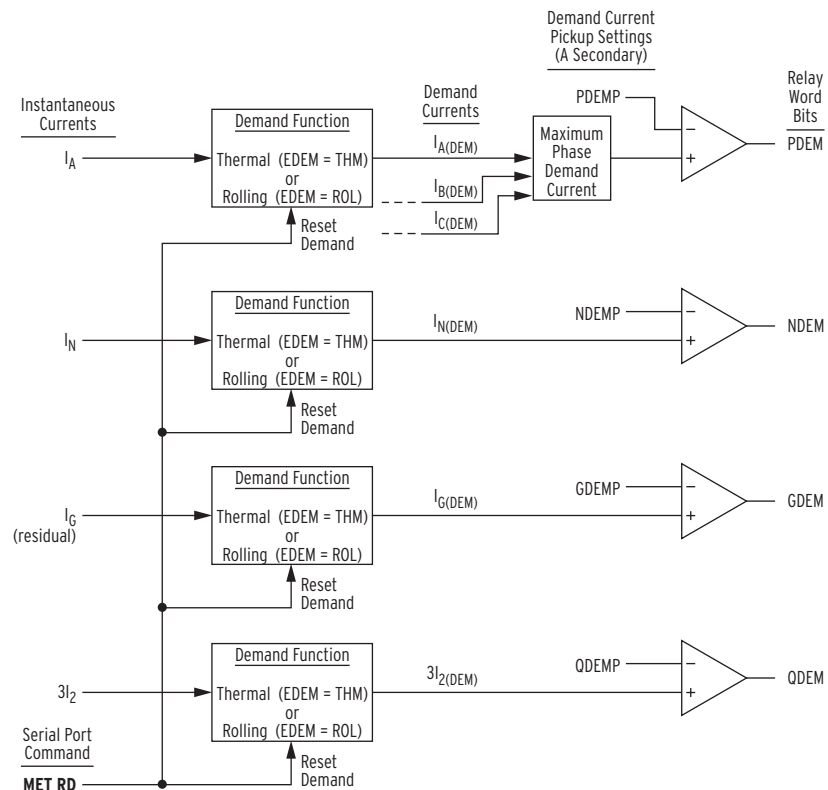 Demand Current
Pickup Settings
(A Secondary)
Instantaneous
Currents
Demand
Currents
Relay
Word
Bits
I_A
Demand Function
Thermal (EDEM = THM)
or
Rolling (EDEM = ROL)
Reset
Demand
I_A(DEM)
I_B(DEM)
I_C(DEM)
Maximum
Phase
Demand
Current
PDEMP
−
+
PDEM
I_N
Demand Function
Thermal (EDEM = THM)
or
Rolling (EDEM = ROL)
Reset
Demand
I_N(DEM)
NDEMP
−
+
NDEM
I_G
(residual)
Demand Function
Thermal (EDEM = THM)
or
Rolling (EDEM = ROL)
Reset
Demand
I_G(DEM)
GDEMP
−
+
GDEM
3I_2
Demand Function
Thermal (EDEM = THM)
or
Rolling (EDEM = ROL)
Reset
Demand
3I_2(DEM)
QDEMP
−
+
QDEM
Serial Port
Command
MET RD